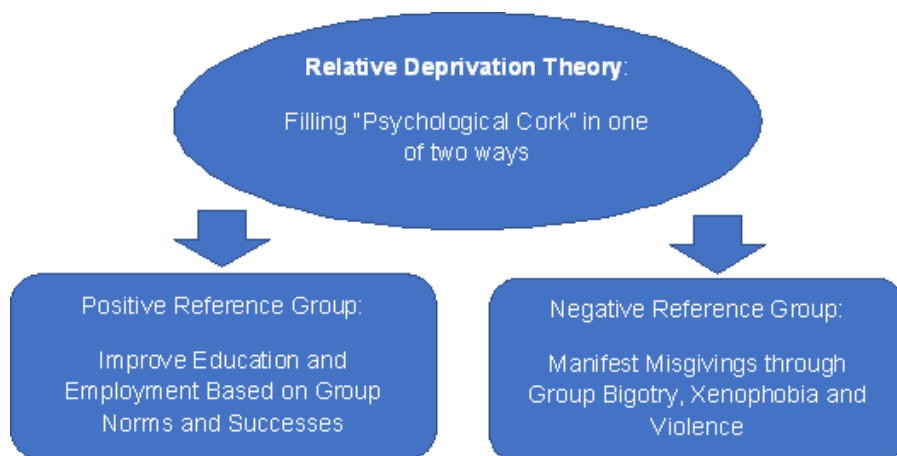 Relative Deprivation Theory:
Filling "Psychological Cork" in one
of two ways
Positive Reference Group:
Improve Education and
Employment Based on Group
Norms and Successes
Negative Reference Group:
Manifest Misgivings through
Group Bigotry, Xenophobia and
Violence